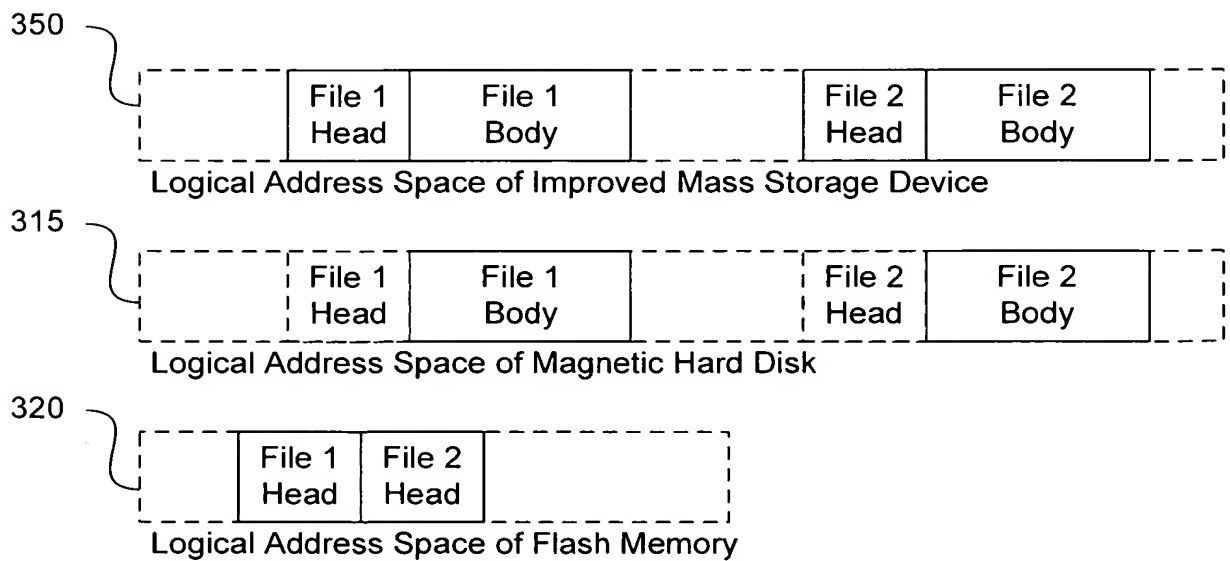 350
File 1 File 1 File 2 File 2
Head Body Head Body
Logical Address Space of Improved Mass Storage Device
315
File 1 File 1 File 2 File 2
Head Body Head Body
Logical Address Space of Magnetic Hard Disk
320
File 1 File 2
Head Head
Logical Address Space of Flash Memory